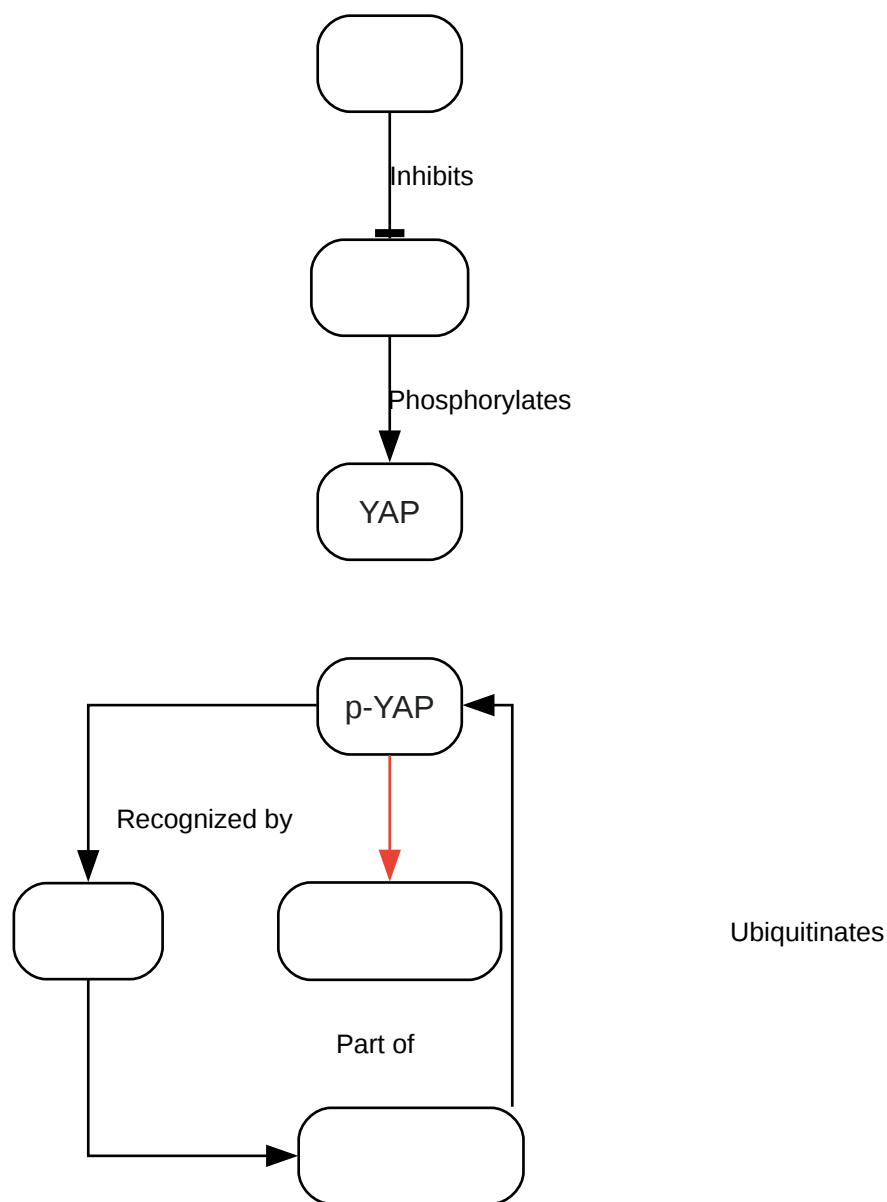 Inhibits
Phosphorylates
YAP
p-YAP
Recognized by
Ubiquitinates
Part of